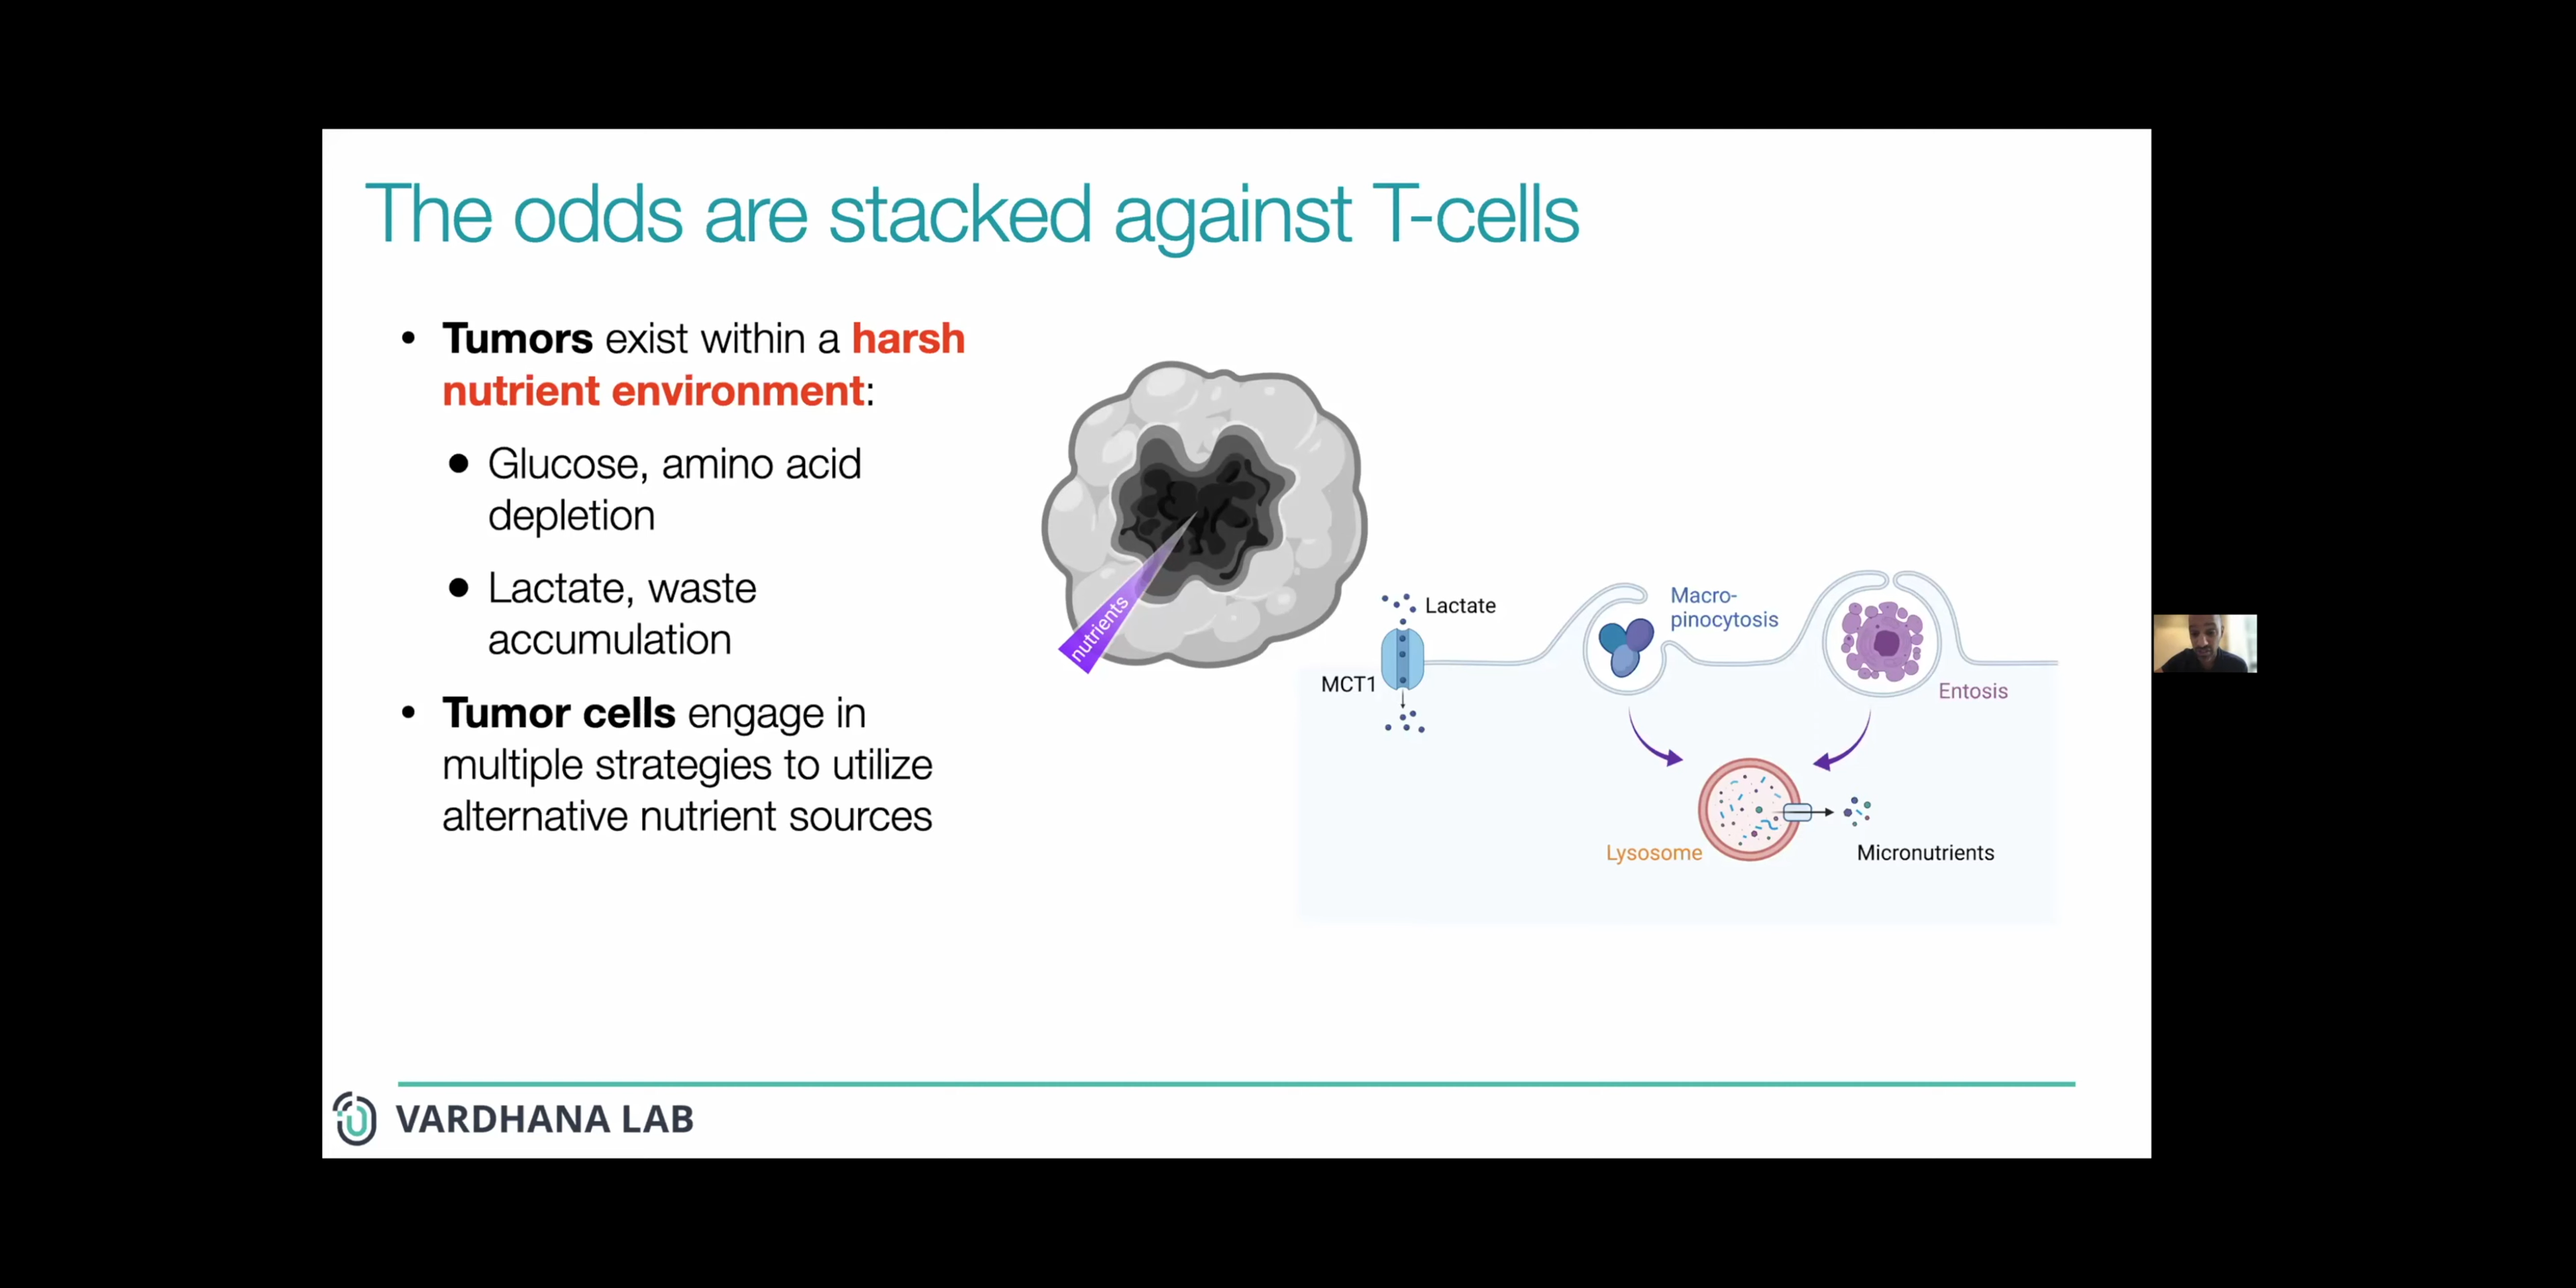 The odds are stacked against T-cells
• Tumors exist within a harsh
nutrient environment:
● Glucose, amino acid
depletion
● Lactate, waste
accumulation
• Tumor cells engage in
multiple strategies to utilize
alternative nutrient sources
nutrients
Lactate
MCT1
Macro-
pinocytosis
Entosis
Lysosome
Micronutrients
VARDHANA LAB